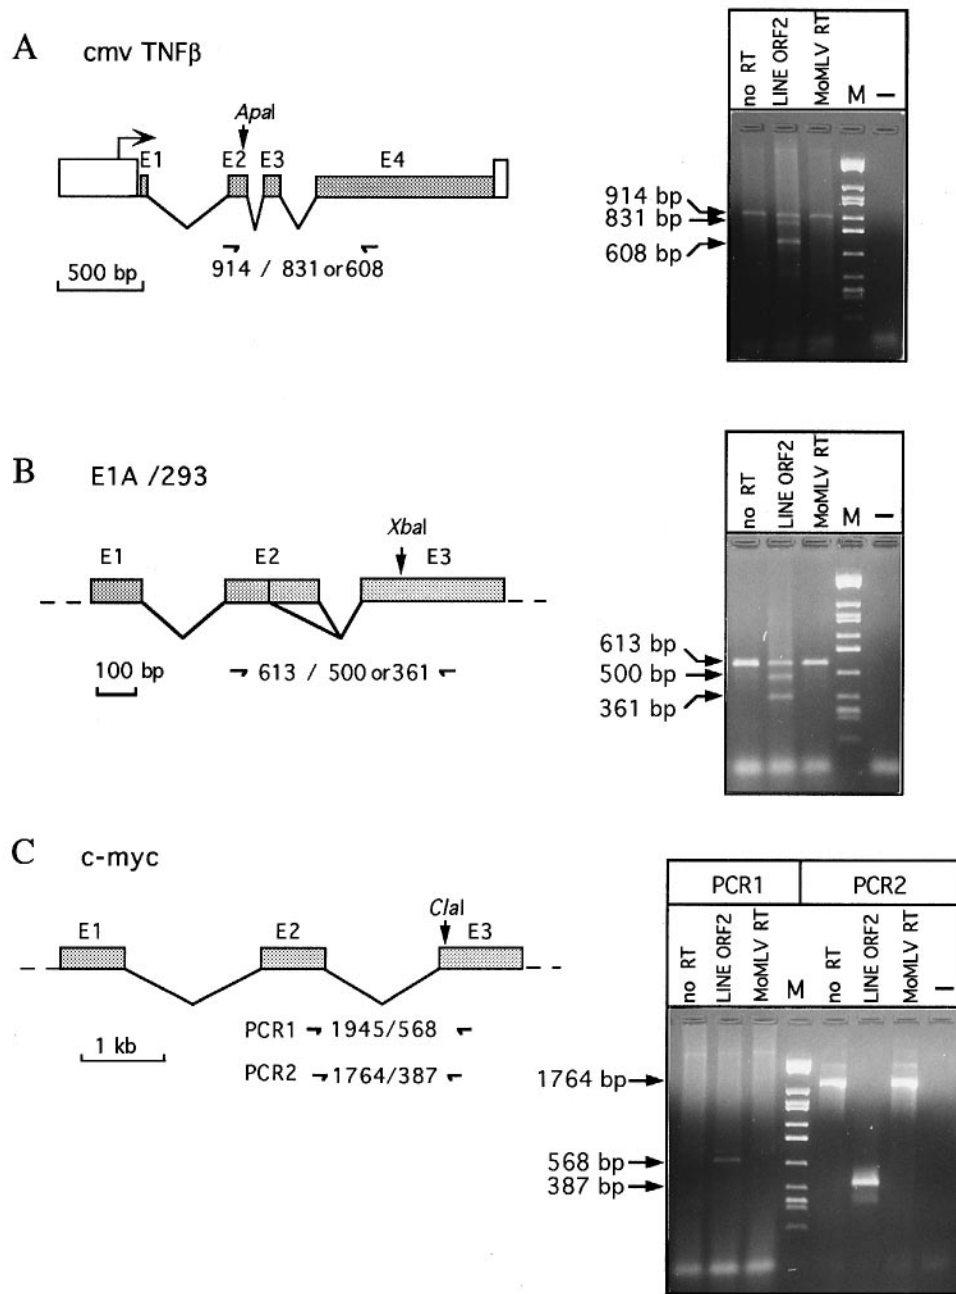 A cmv TNFβ
ApaI
E1 E2 E3 E4
500 bp
914 / 831 or 608
no RT
LINE ORF2
MoMLV RT
M
–
914 bp
831 bp
608 bp
B E1A /293
XbaI
E1 E2 E3
100 bp
613 / 500 or 361
no RT
LINE ORF2
MoMLV RT
M
–
613 bp
500 bp
361 bp
C c-myc
ClaI
E1 E2 E3
1 kb
PCR1 1945/568
PCR2 1764/387
PCR1 PCR2
no RT
LINE ORF2
MoMLV RT
M
no RT
LINE ORF2
MoMLV RT
–
1764 bp
568 bp
387 bp